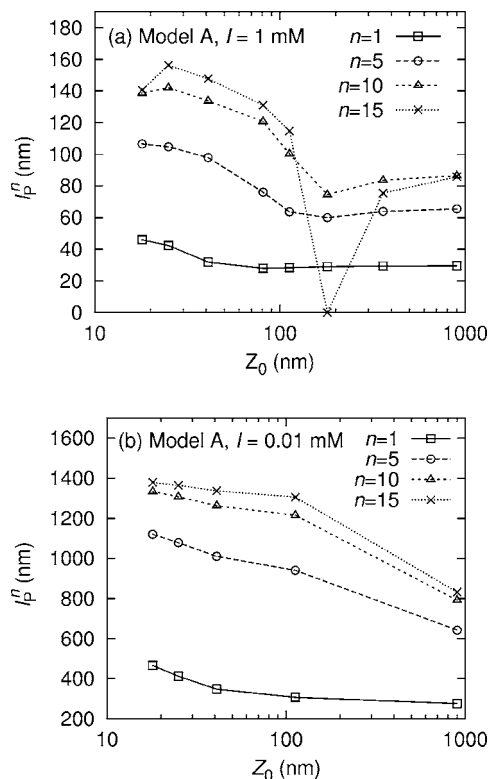 (a) Model A, I = 1 mM
n=1
n=5
n=10
n=15
180
160
140
120
100
80
60
40
20
0
l_P^n (nm)
10
100
1000
Z_0 (nm)
(b) Model A, I = 0.01 mM
n=1
n=5
n=10
n=15
1600
1400
1200
1000
800
600
400
200
l_P^n (nm)
10
100
1000
Z_0 (nm)